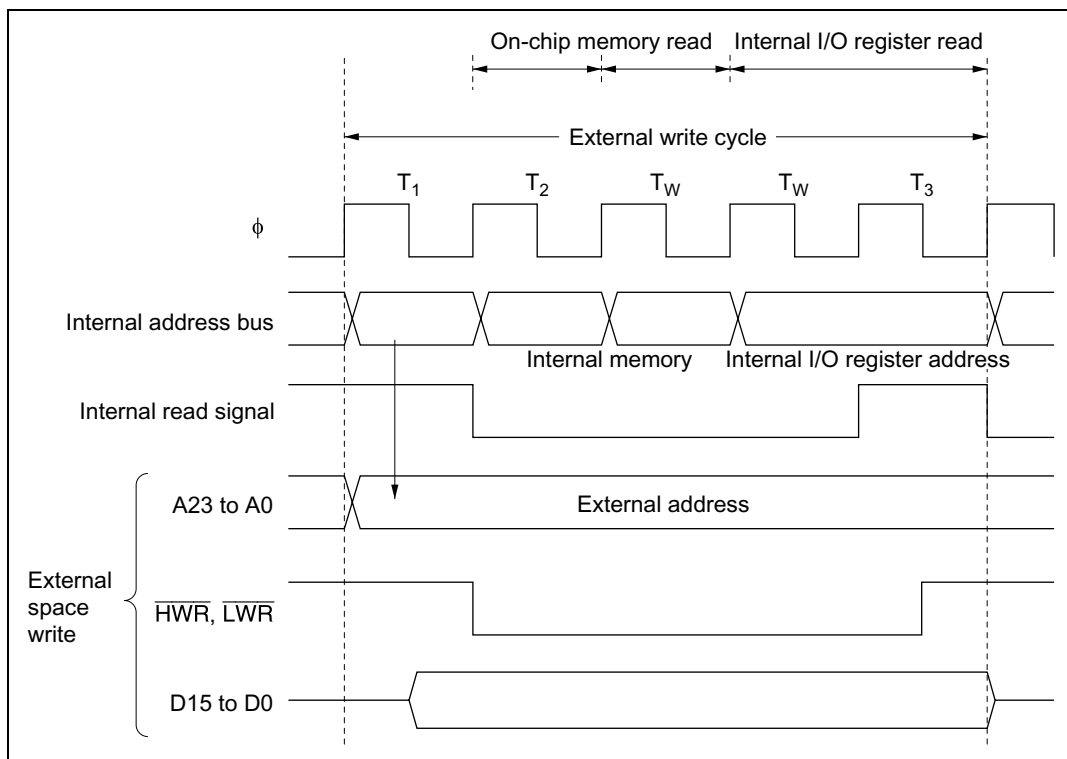 On-chip memory read Internal I/O register read
External write cycle
T1 T2 TW TW T3
ϕ
Internal address bus
Internal memory Internal I/O register address
Internal read signal
A23 to A0 External address
External
space
write
HWR, LWR
D15 to D0